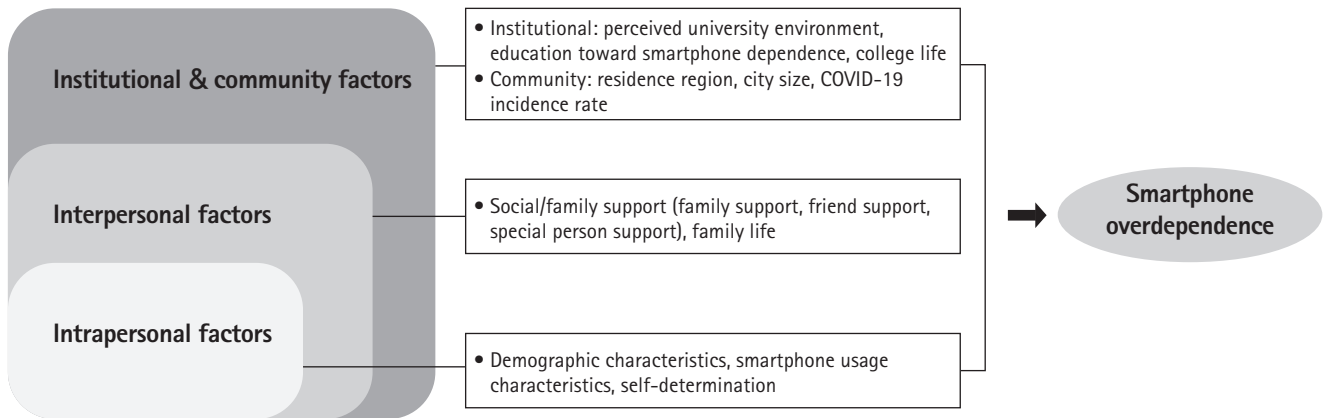 Institutional & community factors
• Institutional: perceived university environment,
education toward smartphone dependence, college life
• Community: residence region, city size, COVID-19
incidence rate
Interpersonal factors
• Social/family support (family support, friend support,
special person support), family life
Intrapersonal factors
• Demographic characteristics, smartphone usage
characteristics, self-determination
Smartphone
overdependence